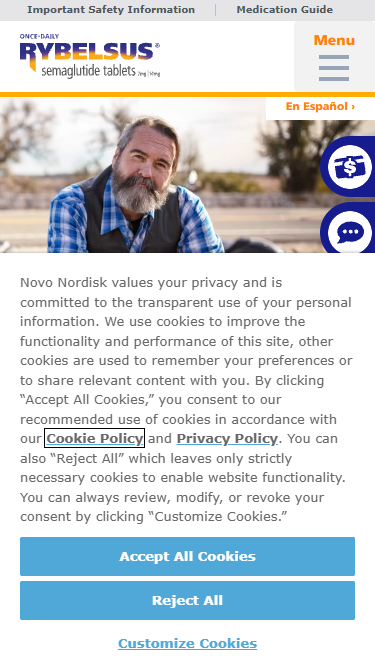 Important Safety Information
Medication Guide
ONCE-DAILY
RYBELSUS®
semaglutide tablets 7mg | 14mg
Menu
En Español ›
Novo Nordisk values your privacy and is
committed to the transparent use of your personal
information. We use cookies to improve the
functionality and performance of this site, other
cookies are used to remember your preferences or
to share relevant content with you. By clicking
“Accept All Cookies,” you consent to our
recommended use of cookies in accordance with
our Cookie Policy and Privacy Policy. You can
also “Reject All” which leaves only strictly
necessary cookies to enable website functionality.
You can always review, modify, or revoke your
consent by clicking “Customize Cookies.”
Accept All Cookies
Reject All
Customize Cookies